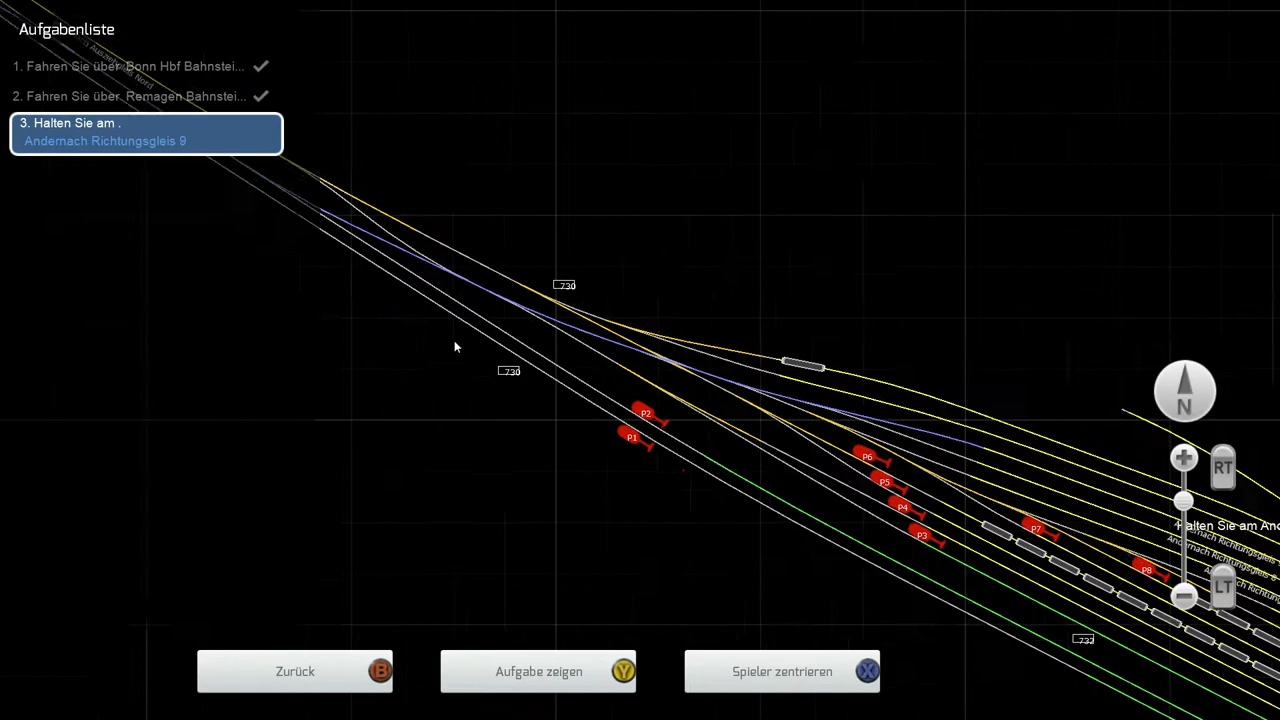 Aufgabenliste
1. Fahren Sie über Bonn Hbf Bahnstei...
2. Fahren Sie über Remagen Bahnstei...
3. Halten Sie am .
Andernach Richtungsgleis 9
Nord
730
730
P2
P1
P6
P5
P4
P3
P7
P8
N
RT
Halten Sie am And
LT
732
Zurück B
Aufgabe zeigen Y
Spieler zentrieren X